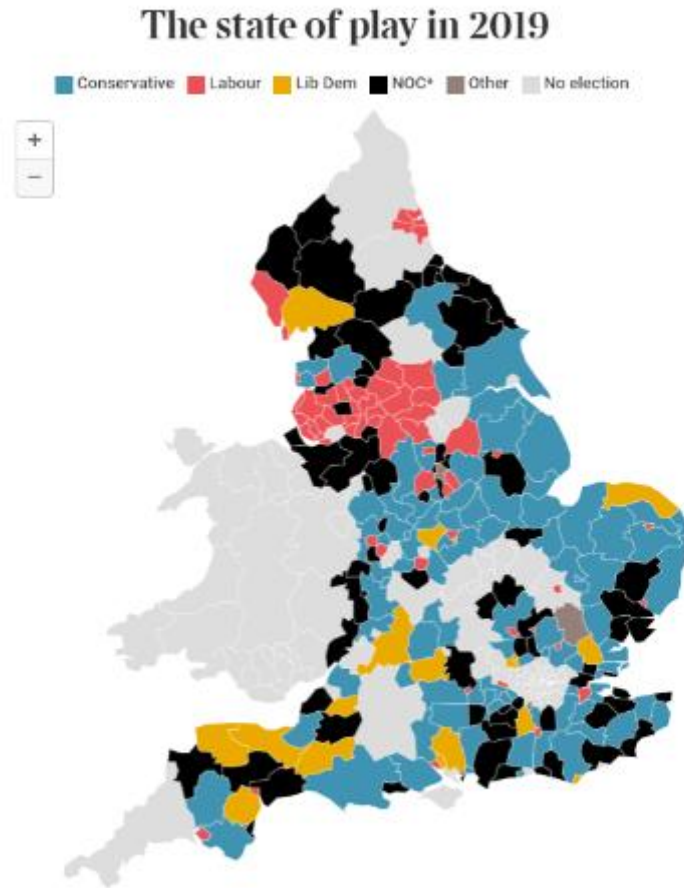 The state of play in 2019
Conservative Labour Lib Dem NOC* Other No election
+
−